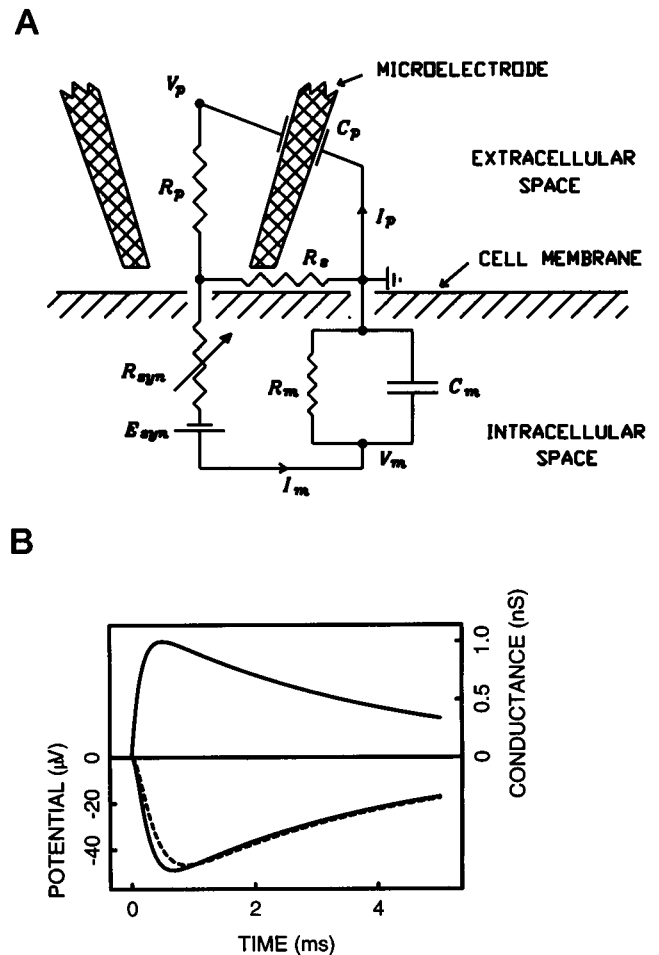 A
MICROELECTRODE
Vp
Cp
EXTRACELLULAR
SPACE
Rp
Ip
Rs
CELL MEMBRANE
Rsyn
Rm
Cm
Esyn
INTRACELLULAR
SPACE
Vm
Im
B
POTENTIAL (µV)
0
-20
-40
CONDUCTANCE (nS)
1.0
0.5
0
0 2 4
TIME (ms)